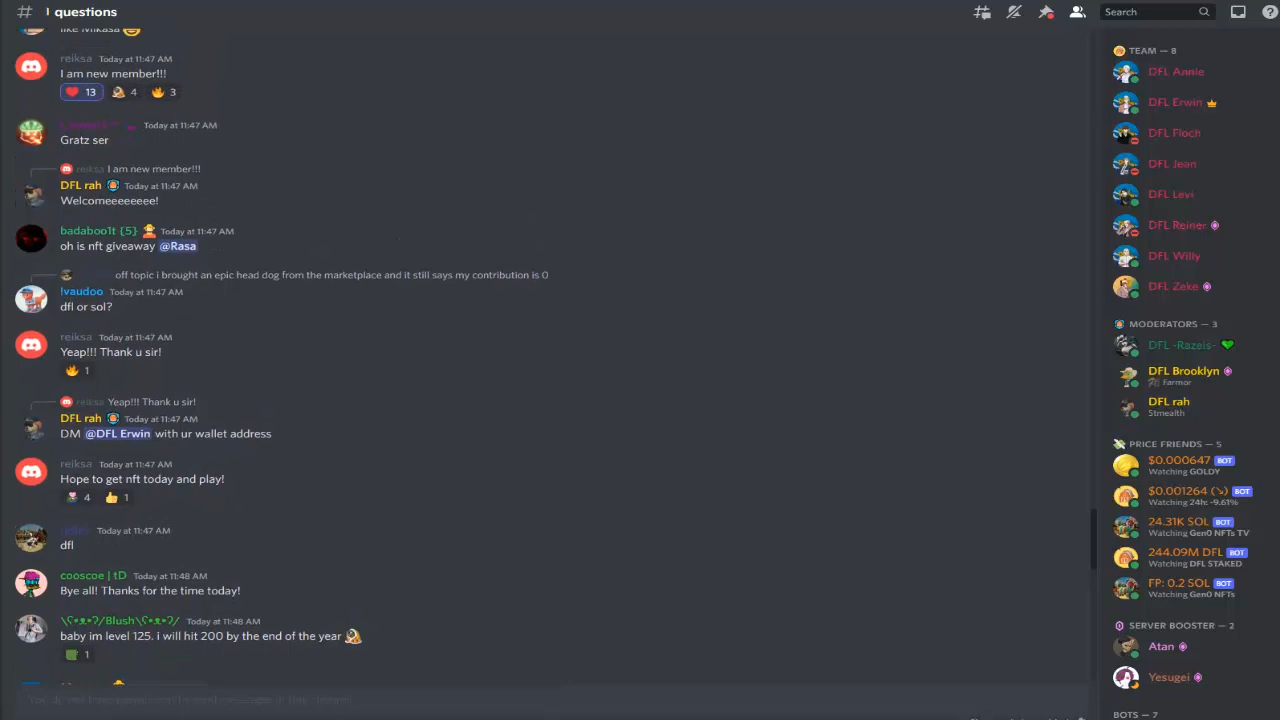 questions
Search
like Mikasa
reiksa Today at 11:47 AM
I am new member!!!
13 4 3
Today at 11:47 AM
Gratz ser
reiksa I am new member!!!
DFL rah Today at 11:47 AM
Welcomeeeeeee!
badaboo1t {5} Today at 11:47 AM
oh is nft giveaway @Rasa
off topic i brought an epic head dog from the marketplace and it still says my contribution is 0
!vaudoo Today at 11:47 AM
dfl or sol?
reiksa Today at 11:47 AM
Yeap!!! Thank u sir!
1
reiksa Yeap!!! Thank u sir!
DFL rah Today at 11:47 AM
DM @DFL Erwin with ur wallet address
reiksa Today at 11:47 AM
Hope to get nft today and play!
4 1
Today at 11:47 AM
dfl
cooscoe | tD Today at 11:48 AM
Bye all! Thanks for the time today!
\ʕ•ᴥ•ʔ/Blush\ʕ•ᴥ•ʔ/ Today at 11:48 AM
baby im level 125. i will hit 200 by the end of the year
1
TEAM — 8
DFL Annie
DFL Erwin
DFL Floch
DFL Jean
DFL Levi
DFL Reiner
DFL Willy
DFL Zeke
MODERATORS — 3
DFL -Razeis-
DFL Brooklyn
Farmor
DFL rah
Stmealth
PRICE FRIENDS — 5
$0.000647 BOT
Watching GOLDY
$0.001264 (↘) BOT
Watching 24h: -9.61%
24.31K SOL BOT
Watching Gen0 NFTs TV
244.09M DFL BOT
Watching DFL STAKED
FP: 0.2 SOL BOT
Watching Gen0 NFTs
SERVER BOOSTER — 2
Atan
Yesugei
BOTS — 7